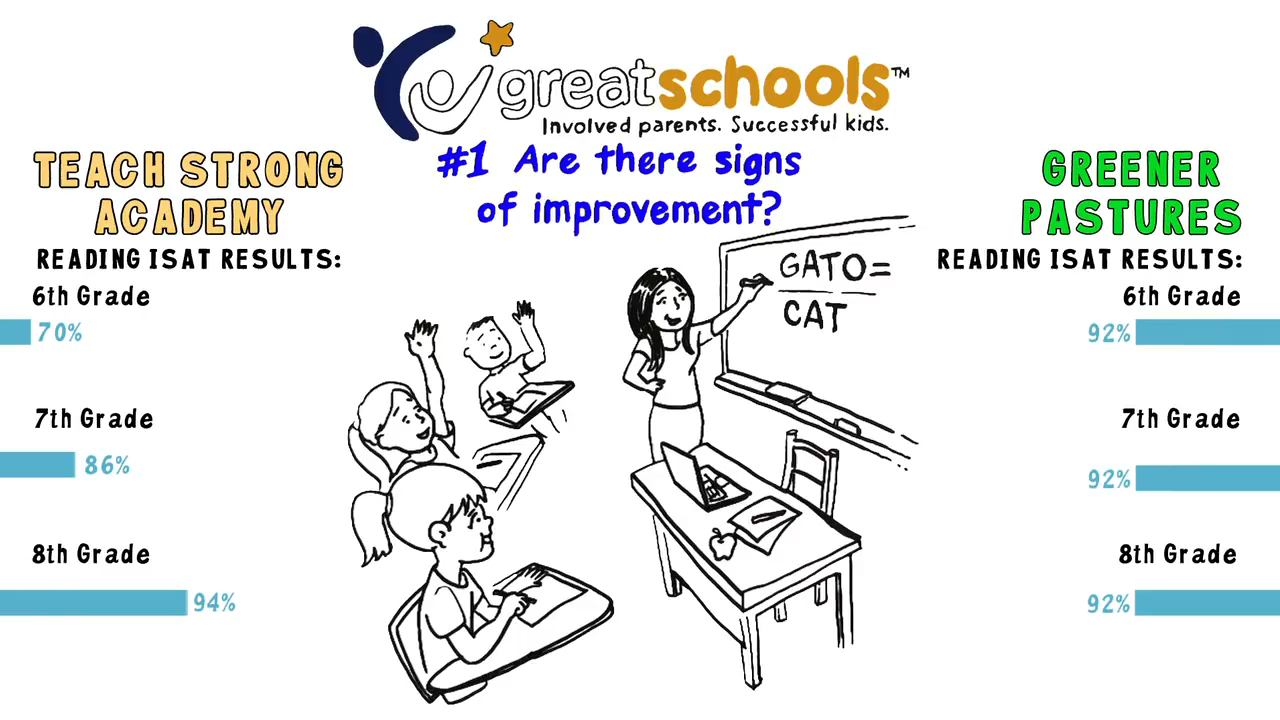 greatschools™
Involved parents. Successful kids.
#1 Are there signs
of improvement?
TEACH STRONG
ACADEMY
READING ISAT RESULTS:
6th Grade
70%
7th Grade
86%
8th Grade
94%
GATO=
CAT
GREENER
PASTURES
READING ISAT RESULTS:
6th Grade
92%
7th Grade
92%
8th Grade
92%